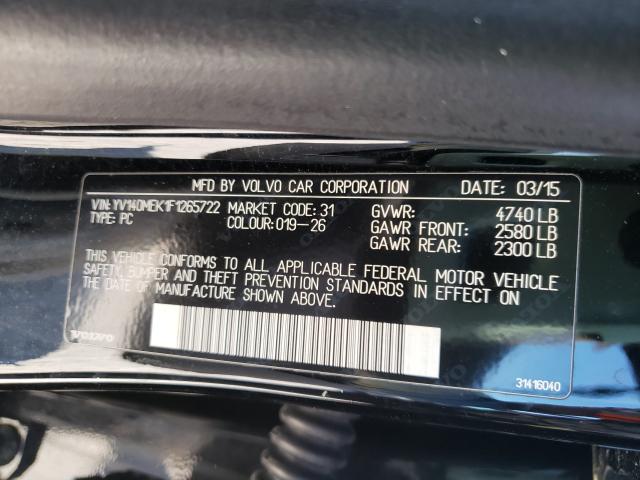 MFD BY VOLVO CAR CORPORATION DATE: 03/15
VIN: YV140MEK1F1265722 MARKET CODE: 31 GVWR: 4740 LB
TYPE: PC COLOUR: 019-26 GAWR FRONT: 2580 LB
GAWR REAR: 2300 LB
THIS VEHICLE CONFORMS TO ALL APPLICABLE FEDERAL MOTOR VEHICLE
SAFETY, BUMPER AND THEFT PREVENTION STANDARDS IN EFFECT ON
THE DATE OF MANUFACTURE SHOWN ABOVE.
31416040